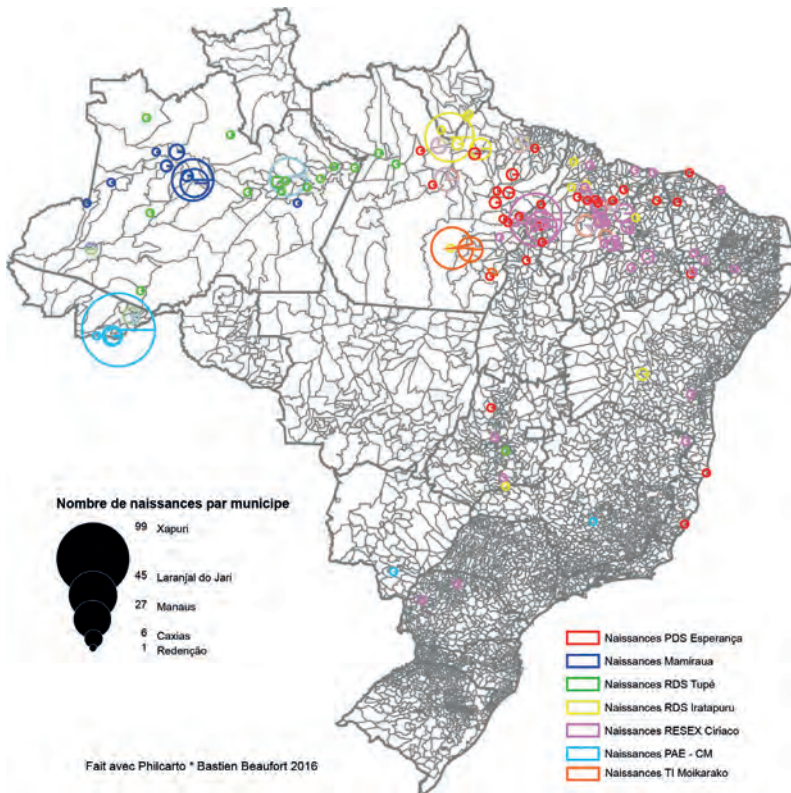 Nombre de naissances par municipe
99 Xapuri
45 Laranjal do Jari
27 Manaus
6 Caxias
1 Redenção
Naissances PDS Esperança
Naissances Mamiraua
Naissances RDS Tupé
Naissances RDS Iratapuru
Naissances RESEX Ciriaco
Naissances PAE - CM
Naissances TI Moikarako
Fait avec Philcarto * Bastien Beaufort 2016